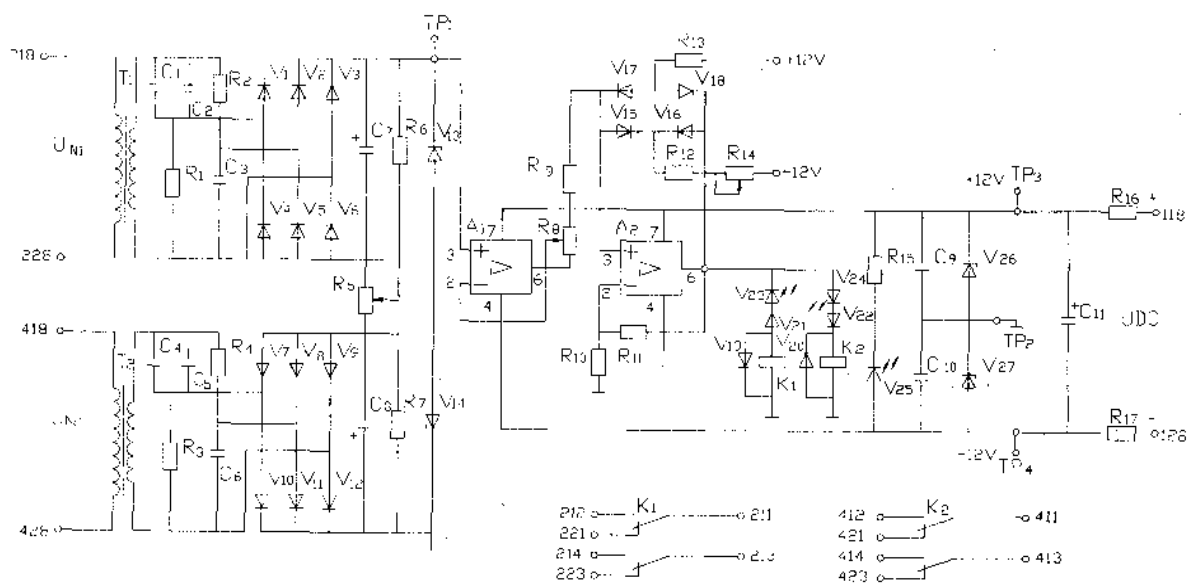 TP₁
218
T₁
C₁
C₂
R₂
V₁
V₂
V₃
C₇
R₆
V₁₃
R₁₃
+12V
V₁₇
V₁₈
V₁₅
V₁₆
R₁₂
R₁₄
-12V
U_N1
R₁
C₃
R₉
V₄
V₅
V₆
228
R₅
A₁
7
3
2
6
4
R₈
A₂
7
3
2
6
4
+12V
TP₃
R₁₆
+
118
R₁₅
C₉
V₂₆
V₂₃
V₂₄
V₂₁
V₂₂
V₁₉
V₂₀
K₁
K₂
V₂₅
C₁₀
V₂₇
TP₂
C₁₁
UDC
418
C₄
C₅
R₄
V₇
V₈
V₉
C₈
R₇
V₁₄
R₁₀
R₁₁
R₃
C₆
V₁₀
V₁₁
V₁₂
428
-12V
TP₄
R₁₇
-
128
212
K₁
211
221
214
213
223
412
K₂
411
421
414
413
423